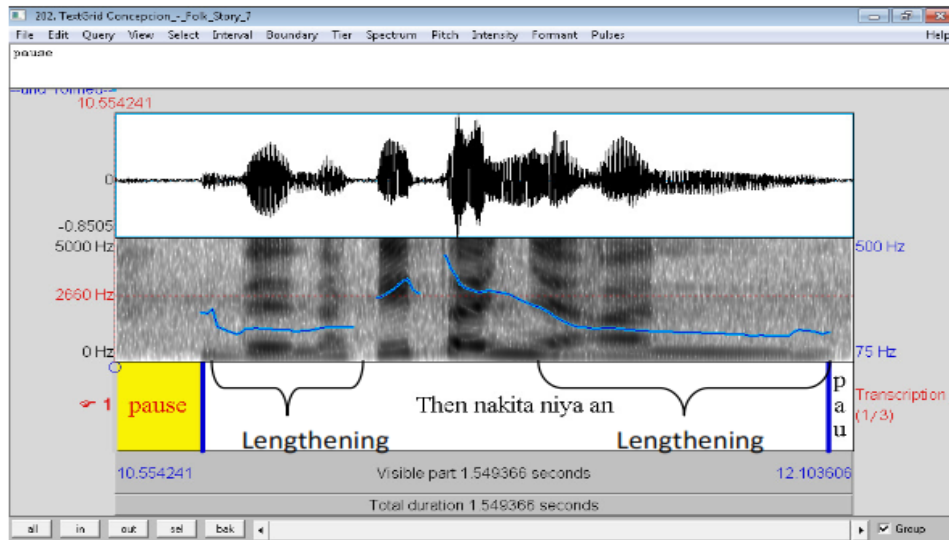 202. TextGrid Concepcion_-_Folk_Story_7
File Edit Query View Select Interval Boundary Tier Spectrum Pitch Intensity Formant Pulses Help
pause
10.554241
0
-0.8505
5000 Hz 500 Hz
2660 Hz
0 Hz 75 Hz
1 pause Then nakita niya an pau Transcription
(1/3)
Lengthening Lengthening
10.554241 Visible part 1.549366 seconds 12.103606
Total duration 1.549366 seconds
all in out sel bak Group